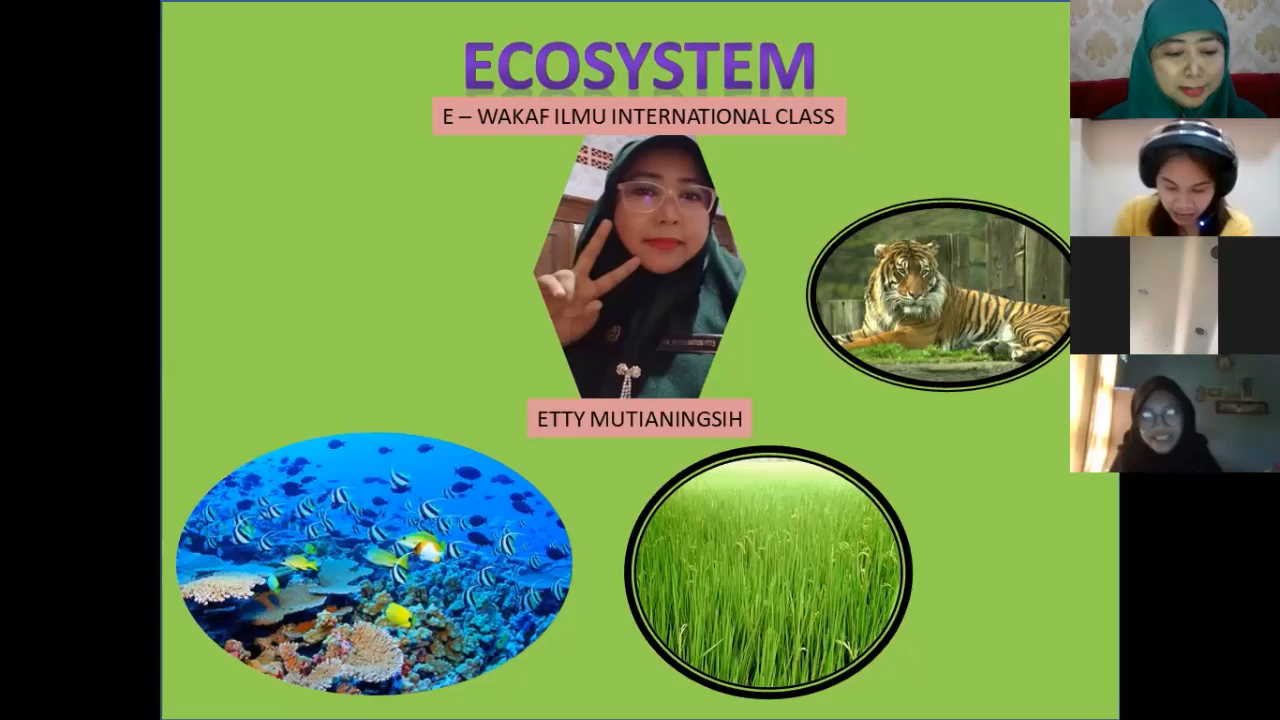 ECOSYSTEM
E – WAKAF ILMU INTERNATIONAL CLASS
ETTY MUTIANINGSIH